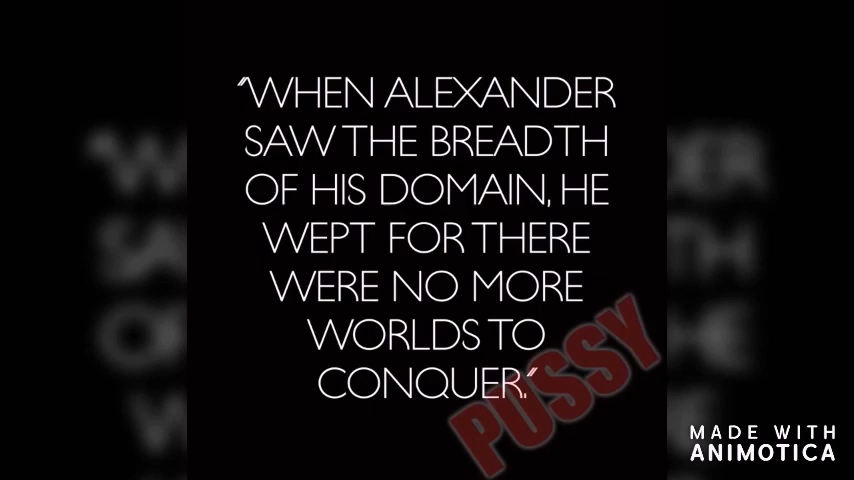 "WHEN ALEXANDER
SAW THE BREADTH
OF HIS DOMAIN, HE
WEPT FOR THERE
WERE NO MORE
WORLDS TO
CONQUER."
PUSSY
MADE WITH
ANIMOTICA